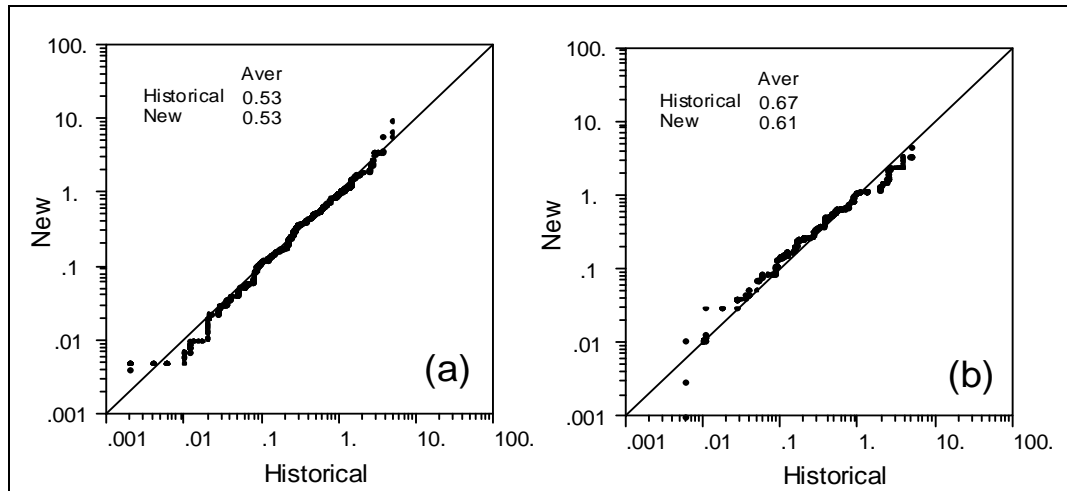 100.
10.
1.
.1
.01
.001
New
Aver
Historical 0.53
New 0.53
(a)
.001 .01 .1 1. 10. 100.
Historical
100.
10.
1.
.1
.01
.001
New
Aver
Historical 0.67
New 0.61
(b)
.001 .01 .1 1. 10. 100.
Historical